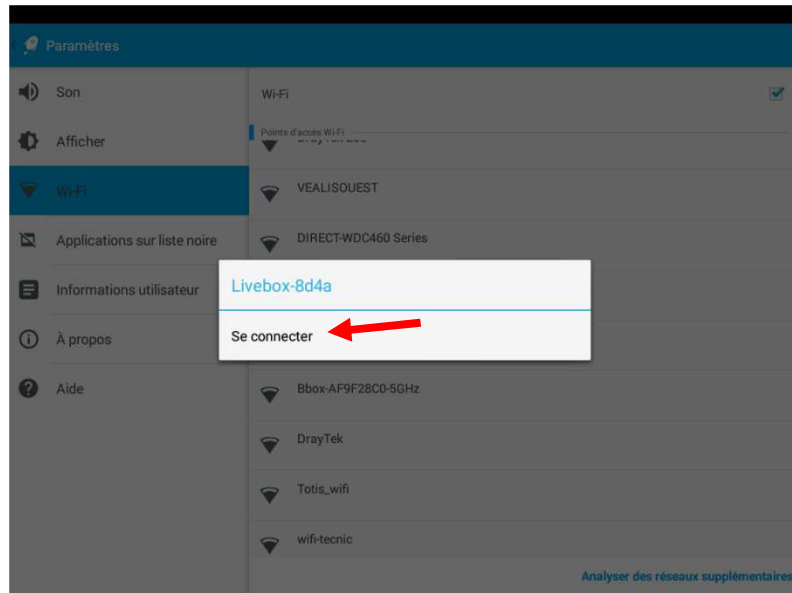 Paramètres
Son
Afficher
Wi-Fi
Applications sur liste noire
Informations utilisateur
À propos
Aide
Wi-Fi
Points d'accès Wi-Fi
VEALISOUEST
DIRECT-WDC460 Series
Livebox-8d4a
Se connecter
Bbox-AF9F28C0-5GHz
DrayTek
Totis_wifi
wifi-tecnic
Analyser des réseaux supplémentaires